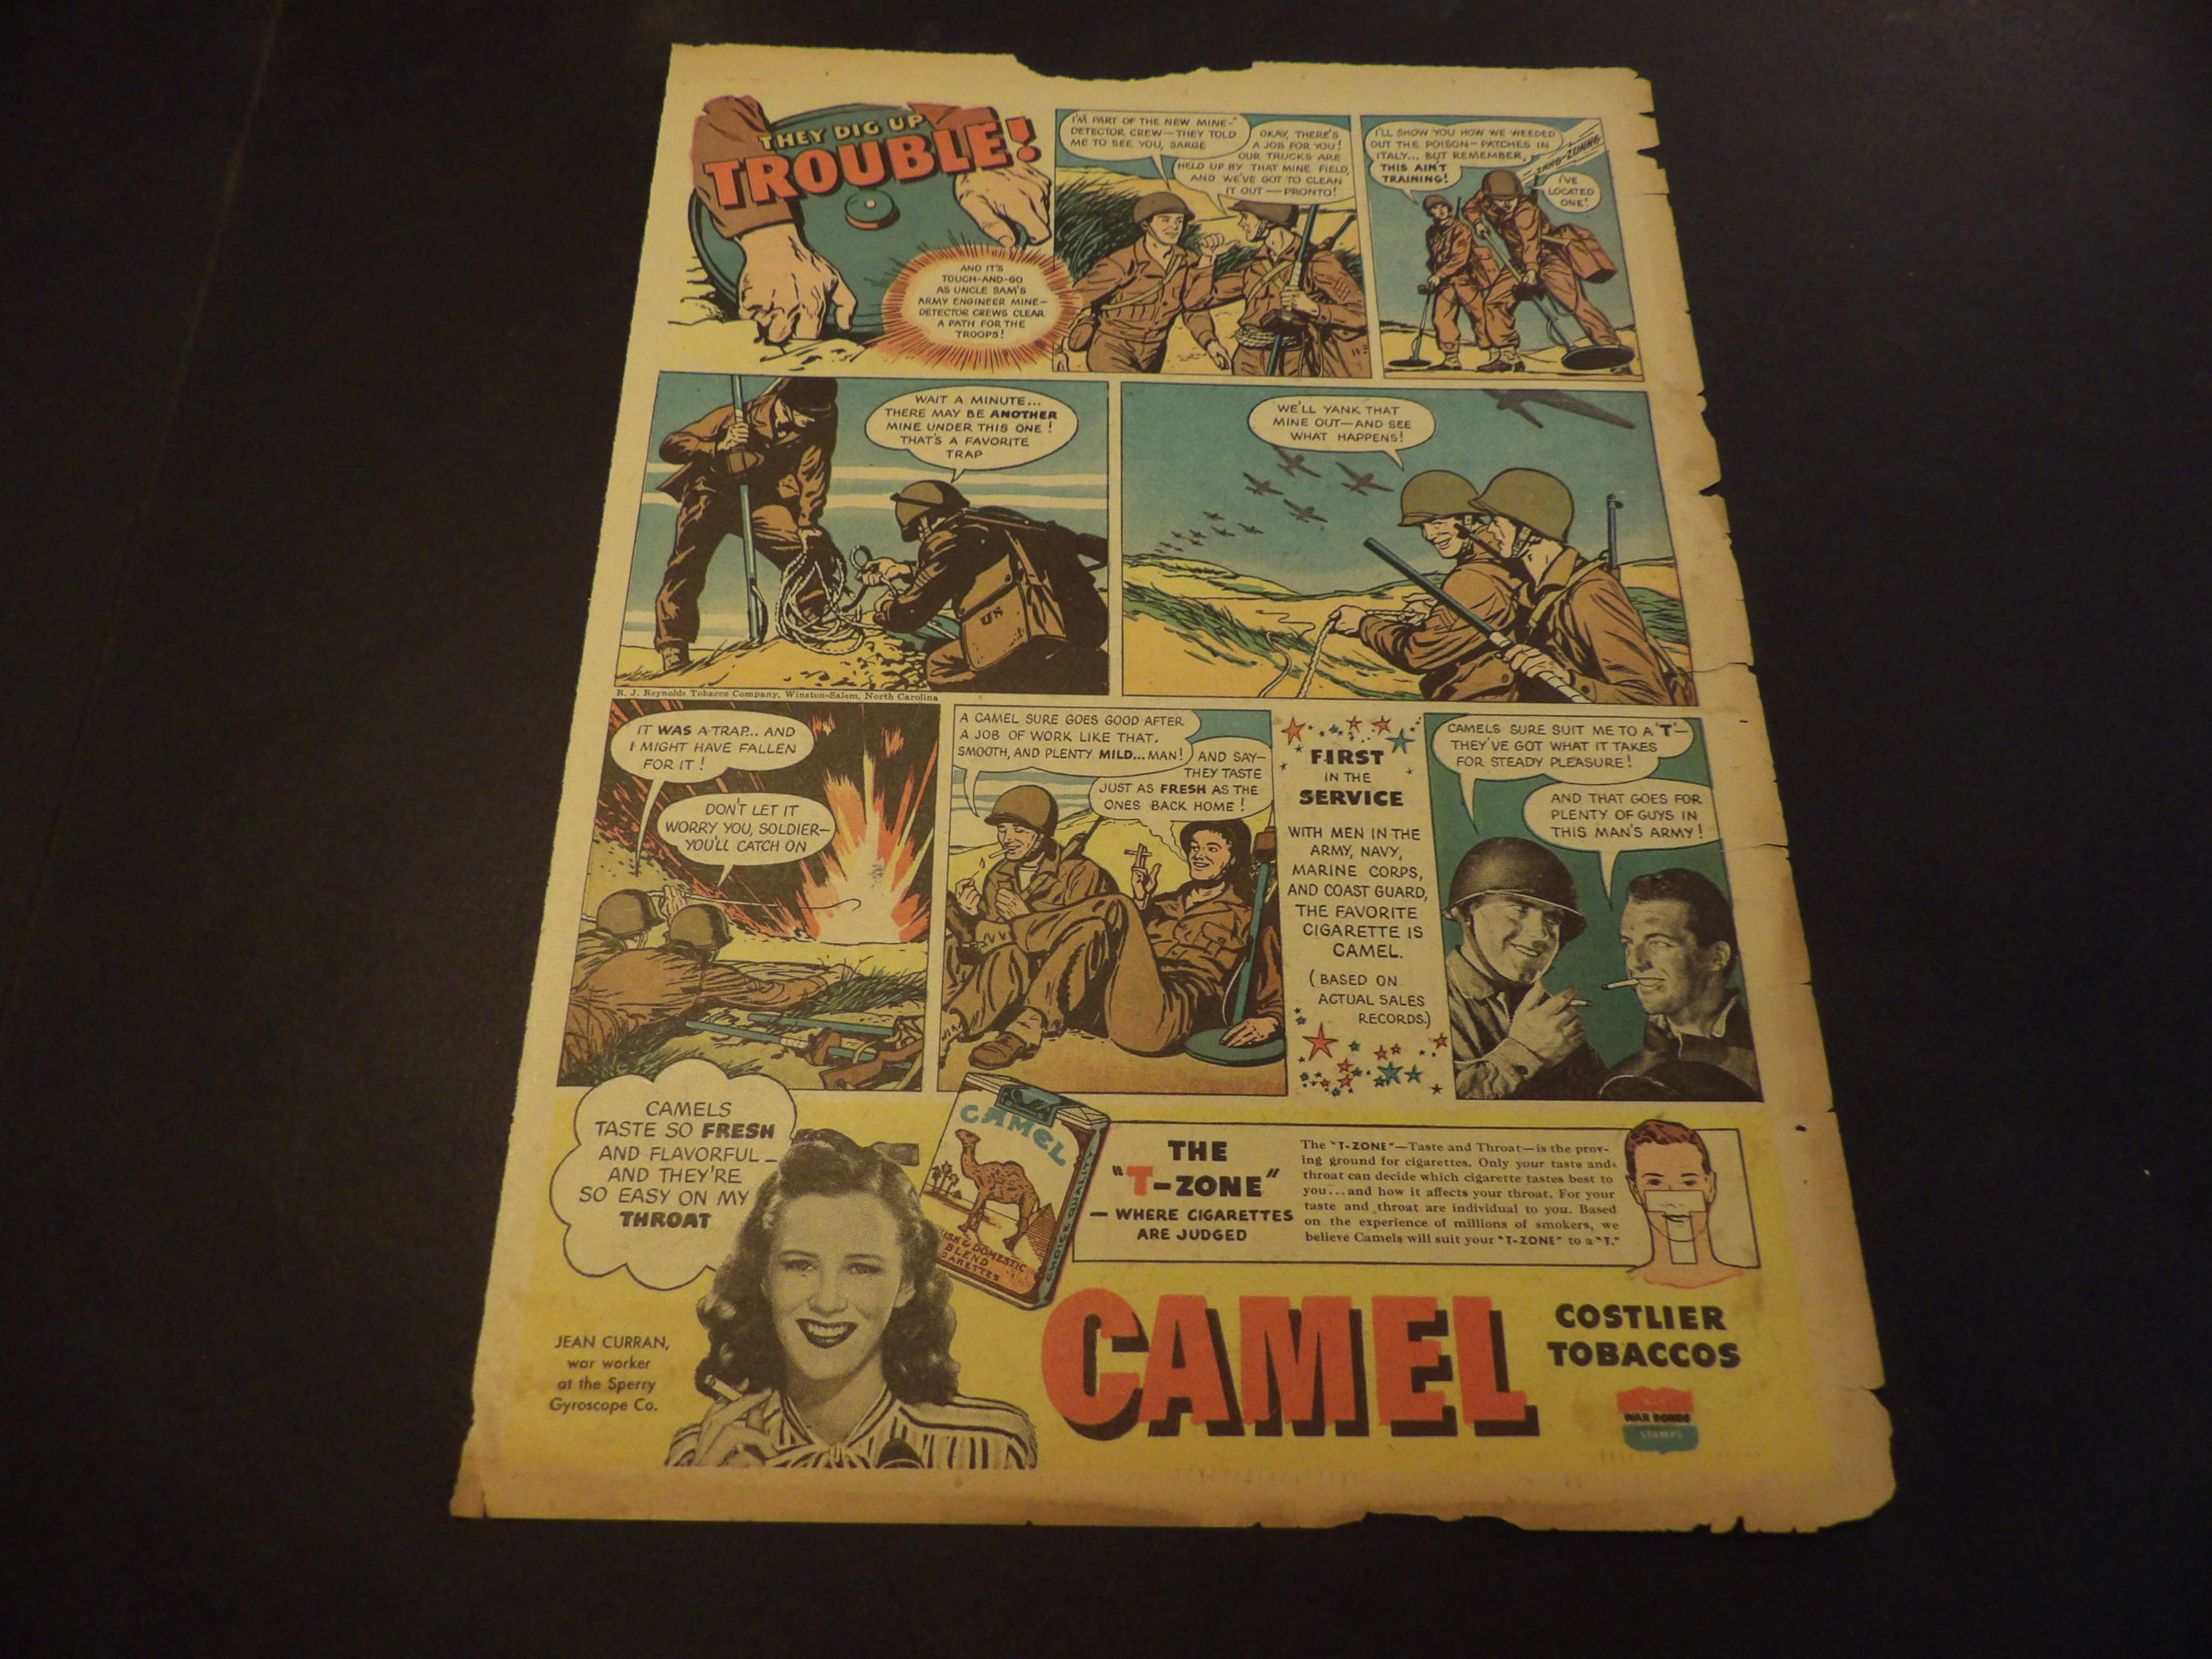 THEY DIG UP
TROUBLE!
AND IT'S
TOUCH-AND-GO
AS UNCLE SAM'S
ARMY ENGINEER MINE-
DETECTOR CREWS CLEAR
A PATH FOR THE
TROOPS!
I'M PART OF THE NEW MINE-
DETECTOR CREW—THEY TOLD
ME TO SEE YOU, SARGE
OKAY, THERE'S
A JOB FOR YOU!
OUR TRUCKS ARE
HELD UP BY THAT MINE FIELD,
AND WE'VE GOT TO CLEAN
IT OUT—PRONTO!
I'LL SHOW YOU HOW WE WEEDED
OUT THE POISON-PATCHES IN
ITALY... BUT REMEMBER,
THIS AIN'T
TRAINING!
I'VE
LOCATED
ONE!
WAIT A MINUTE...
THERE MAY BE ANOTHER
MINE UNDER THIS ONE!
THAT'S A FAVORITE
TRAP
US
WE'LL YANK THAT
MINE OUT—AND SEE
WHAT HAPPENS!
R. J. Reynolds Tobacco Company, Winston-Salem, North Carolina
IT WAS A TRAP... AND
I MIGHT HAVE FALLEN
FOR IT!
DON'T LET IT
WORRY YOU, SOLDIER—
YOU'LL CATCH ON
A CAMEL SURE GOES GOOD AFTER
A JOB OF WORK LIKE THAT.
SMOOTH, AND PLENTY MILD...MAN!
AND SAY—
THEY TASTE
JUST AS FRESH AS THE
ONES BACK HOME!
FIRST
IN THE
SERVICE
WITH MEN IN THE
ARMY, NAVY,
MARINE CORPS,
AND COAST GUARD,
THE FAVORITE
CIGARETTE IS
CAMEL.
(BASED ON
ACTUAL SALES
RECORDS.)
CAMELS SURE SUIT ME TO A 'T'—
THEY'VE GOT WHAT IT TAKES
FOR STEADY PLEASURE!
AND THAT GOES FOR
PLENTY OF GUYS IN
THIS MAN'S ARMY!
CAMELS
TASTE SO FRESH
AND FLAVORFUL—
AND THEY'RE
SO EASY ON MY
THROAT
JEAN CURRAN,
war worker
at the Sperry
Gyroscope Co.
CAMEL
& DOMESTIC
BLEND
CHOICE QUALITY
THE
"T-ZONE"
— WHERE CIGARETTES
ARE JUDGED
The "T-ZONE"—Taste and Throat—is the prov-
ing ground for cigarettes. Only your taste and
throat can decide which cigarette tastes best to
you...and how it affects your throat. For your
taste and throat are individual to you. Based
on the experience of millions of smokers, we
believe Camels will suit your "T-ZONE" to a "T."
CAMEL
COSTLIER
TOBACCOS
WAR BONDS
STAMPS